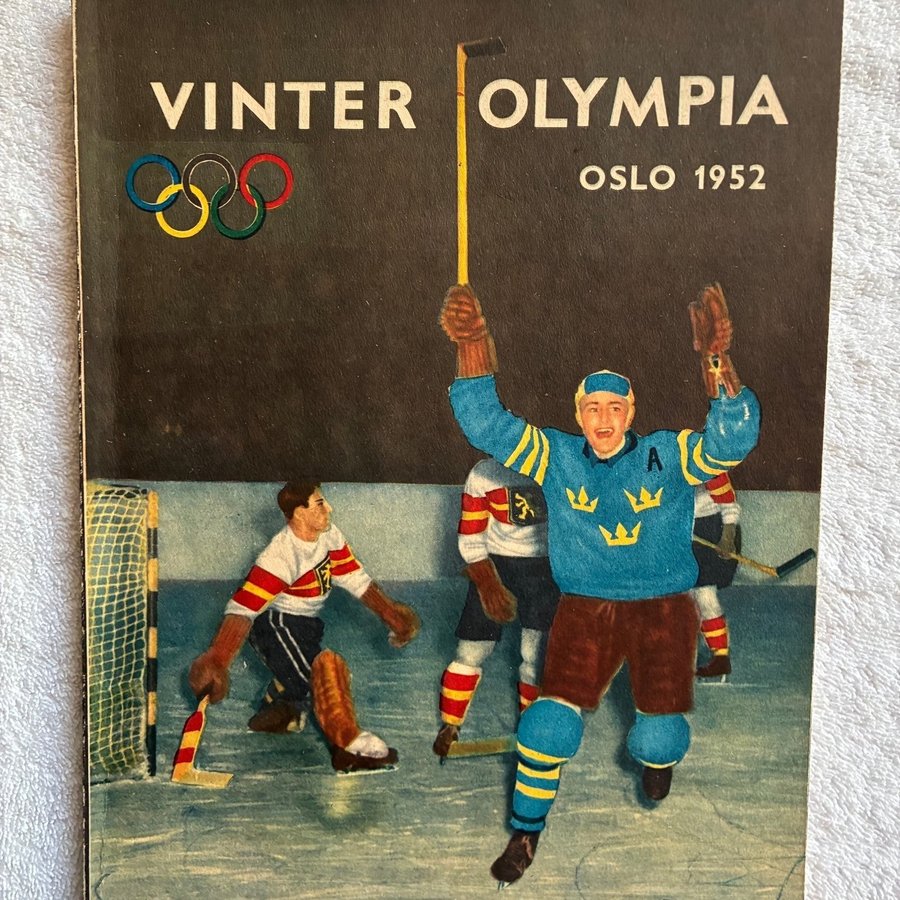 VINTER OLYMPIA
OSLO 1952
A